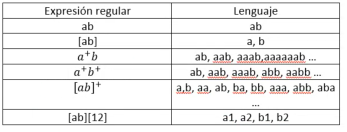 Expresión regular Lenguaje
ab ab
[ab] a, b
a⁺b ab, aab, aaab,aaaaaab ...
a⁺b⁺ ab, aab, aaab, abb, aabb ...
[ab]⁺ a,b, aa, ab, ba, bb, aaa, abb, aba
...
[ab][12] a1, a2, b1, b2